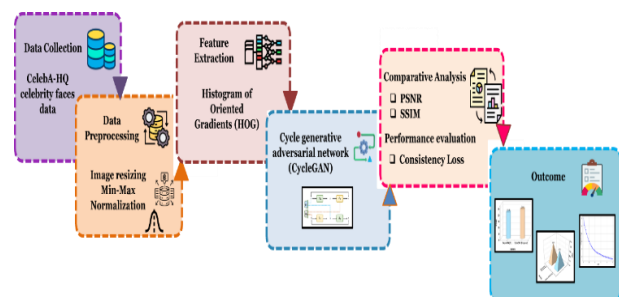 Data Collection
CelebA-HQ
celebrity faces
data
Data
Preprocessing
Image resizing
Min-Max
Normalization
Feature
Extraction
Histogram of
Oriented
Gradients (HOG)
Cycle generative
adversarial network
(CycleGAN)
Comparative Analysis
❑ PSNR
❑ SSIM
Performance evaluation
❑ Consistency Loss
Outcome